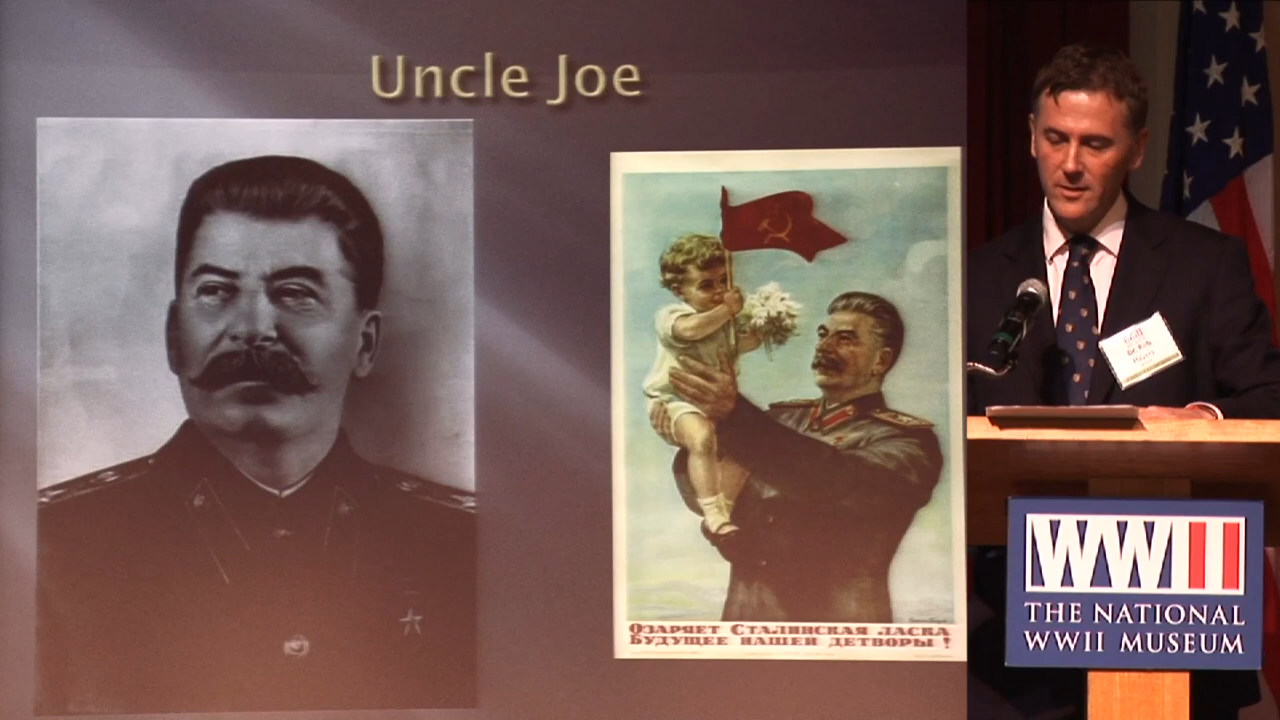 Uncle Joe
ОЗАРЯЕТ СТАЛИНСКАЯ ЛАСКА
БУДУЩЕЕ НАШЕЙ ДЕТВОРЫ !
WWII
THE NATIONAL
WWII MUSEUM